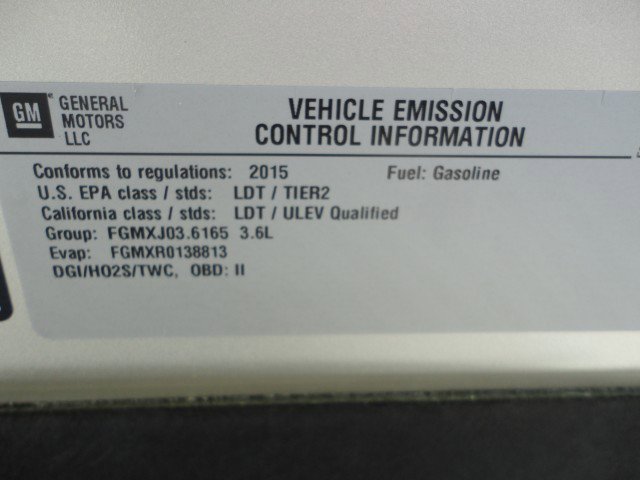 GM
GENERAL
MOTORS
LLC
VEHICLE EMISSION
CONTROL INFORMATION
Conforms to regulations: 2015 Fuel: Gasoline
U.S. EPA class / stds: LDT / TIER2
California class / stds: LDT / ULEV Qualified
Group: FGMXJ03.6165 3.6L
Evap: FGMXR0138813
DGI/HO2S/TWC, OBD: II